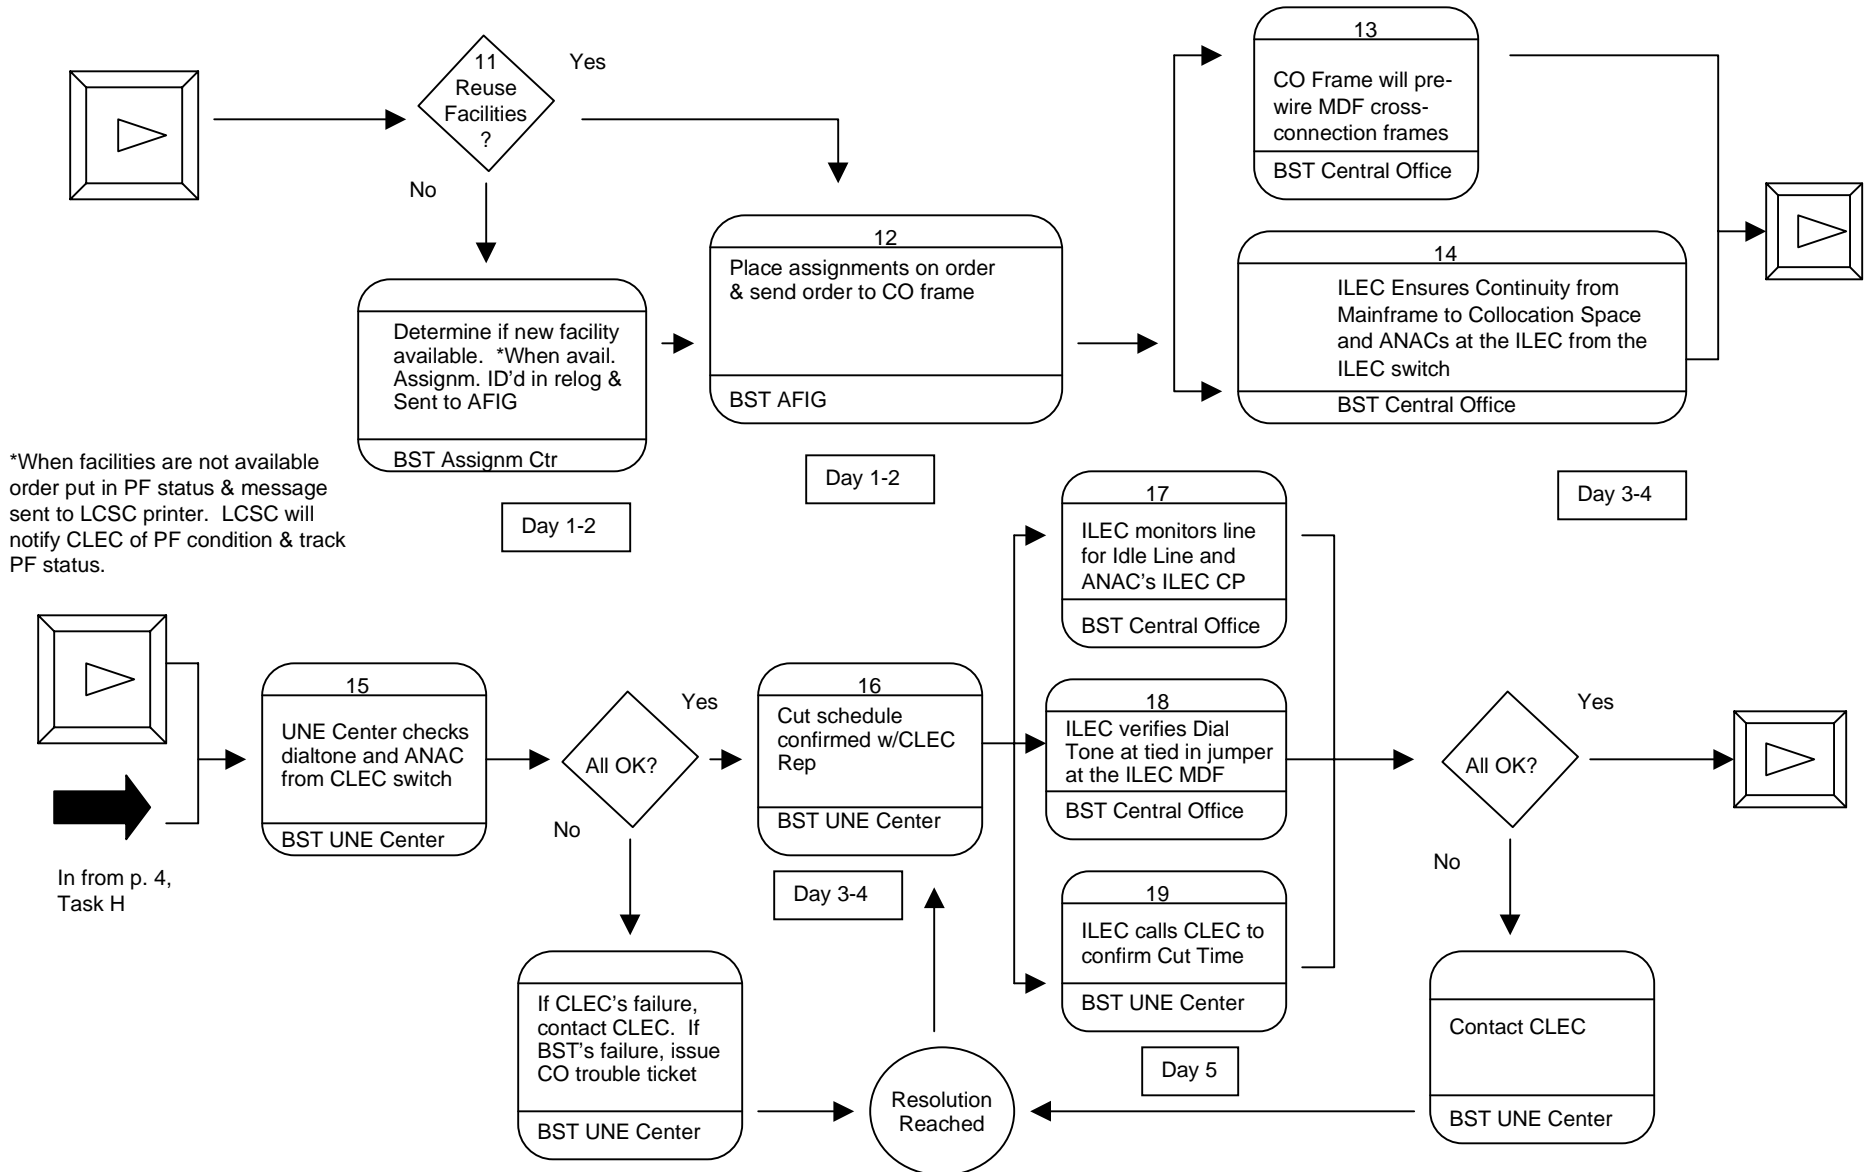 11
Reuse
Facilities
?
Yes
No
Determine if new facility
available.  *When avail.
Assignm. ID’d in relog &
Sent to AFIG
BST Assignm Ctr
Day 1-2
12
Place assignments on order
& send order to CO frame
BST AFIG
Day 1-2
13
CO Frame will pre-
wire MDF cross-
connection frames
BST Central Office
14
ILEC Ensures Continuity from
Mainframe to Collocation Space
and ANACs at the ILEC from the
ILEC switch
BST Central Office
Day 3-4
*When facilities are not available
order put in PF status & message
sent to LCSC printer.  LCSC will
notify CLEC of PF condition & track
PF status.
In from p. 4,
Task H
15
UNE Center checks
dialtone and ANAC
from CLEC switch
BST UNE Center
All OK?
Yes
No
If CLEC’s failure,
contact CLEC.  If
BST’s failure, issue
CO trouble ticket
BST UNE Center
16
Cut schedule
confirmed w/CLEC
Rep
BST UNE Center
Day 3-4
Resolution
Reached
17
ILEC monitors line
for Idle Line and
ANAC’s ILEC CP
BST Central Office
18
ILEC verifies Dial
Tone at tied in jumper
at the ILEC MDF
BST Central Office
19
ILEC calls CLEC to
confirm Cut Time
BST UNE Center
Day 5
All OK?
Yes
No
Contact CLEC
BST UNE Center